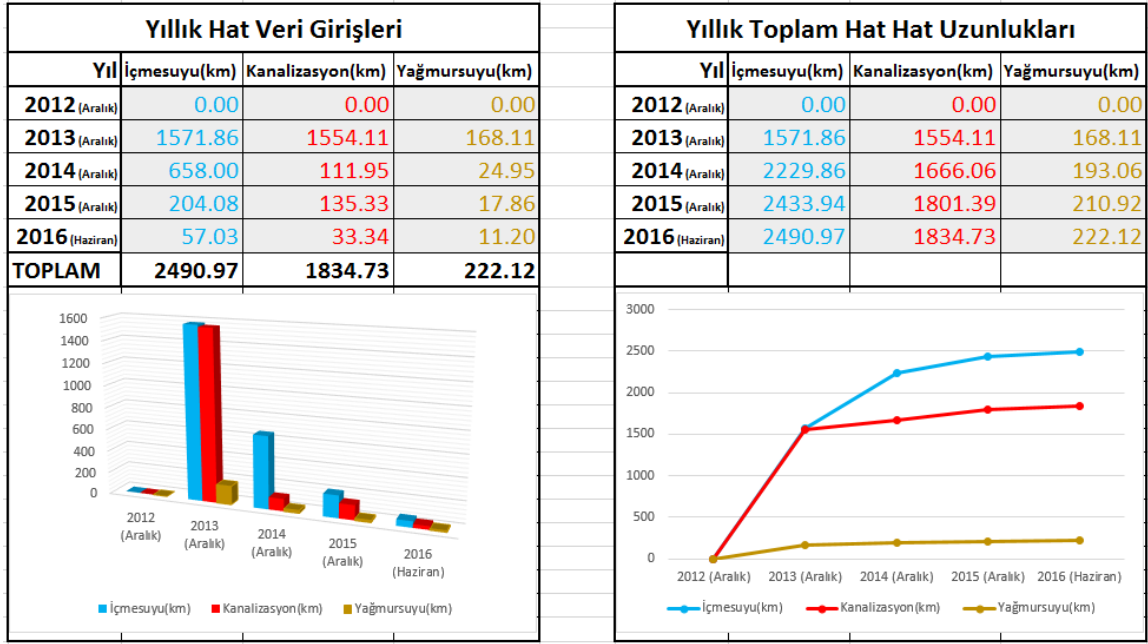 Yıllık Hat Veri Girişleri
Yıl İçmesuyu(km) Kanalizasyon(km) Yağmursuyu(km)
2012 (Aralık) 0.00 0.00 0.00
2013 (Aralık) 1571.86 1554.11 168.11
2014 (Aralık) 658.00 111.95 24.95
2015 (Aralık) 204.08 135.33 17.86
2016 (Haziran) 57.03 33.34 11.20
TOPLAM 2490.97 1834.73 222.12
1600
1400
1200
1000
800
600
400
200
0
2012 (Aralık)
2013 (Aralık)
2014 (Aralık)
2015 (Aralık)
2016 (Haziran)
İçmesuyu(km) Kanalizasyon(km) Yağmursuyu(km)
Yıllık Toplam Hat Hat Uzunlukları
Yıl İçmesuyu(km) Kanalizasyon(km) Yağmursuyu(km)
2012 (Aralık) 0.00 0.00 0.00
2013 (Aralık) 1571.86 1554.11 168.11
2014 (Aralık) 2229.86 1666.06 193.06
2015 (Aralık) 2433.94 1801.39 210.92
2016 (Haziran) 2490.97 1834.73 222.12
3000
2500
2000
1500
1000
500
0
2012 (Aralık) 2013 (Aralık) 2014 (Aralık) 2015 (Aralık) 2016 (Haziran)
İçmesuyu(km) Kanalizasyon(km) Yağmursuyu(km)